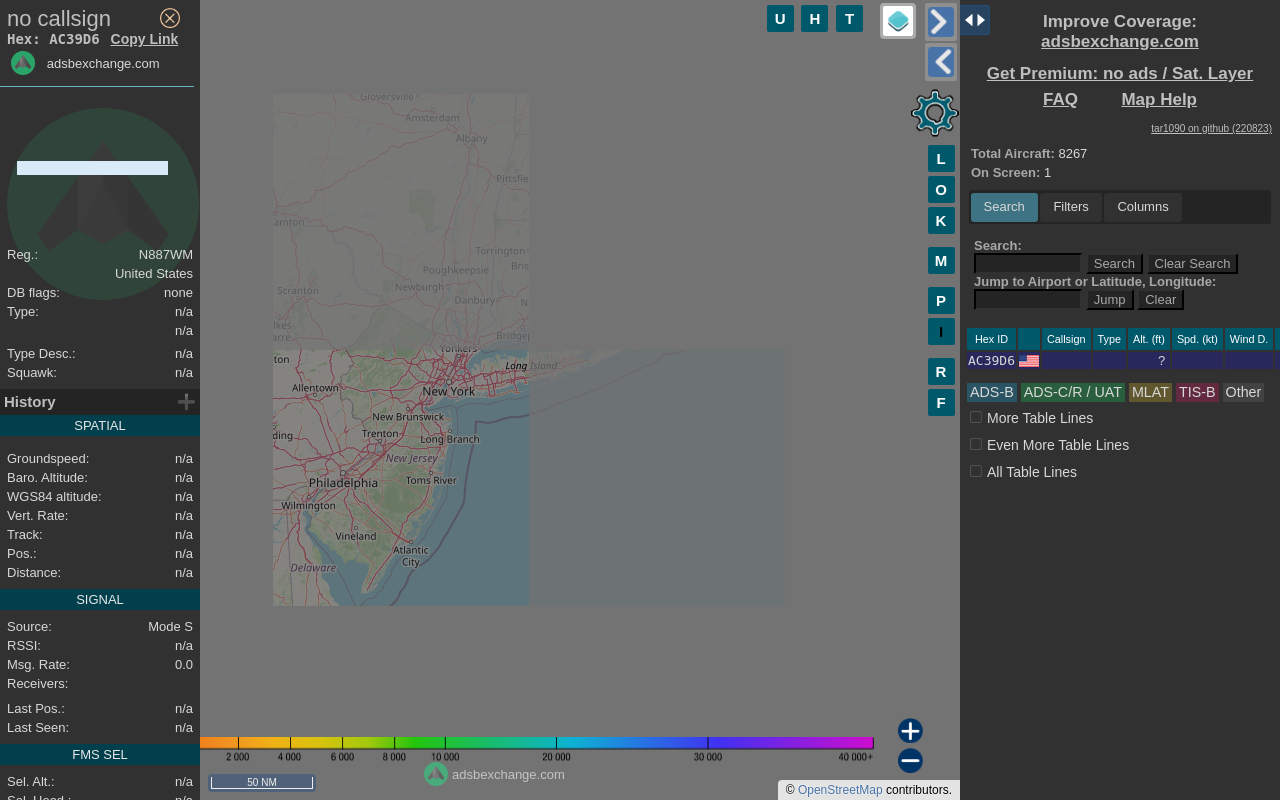 no callsign
Hex: AC39D6 Copy Link
adsbexchange.com
Reg.: N887WM
United States
DB flags: none
Type: n/a
n/a
Type Desc.: n/a
Squawk: n/a
History
SPATIAL
Groundspeed: n/a
Baro. Altitude: n/a
WGS84 altitude: n/a
Vert. Rate: n/a
Track: n/a
Pos.: n/a
Distance: n/a
SIGNAL
Source: Mode S
RSSI: n/a
Msg. Rate: 0.0
Receivers:
Last Pos.: n/a
Last Seen: n/a
FMS SEL
Sel. Alt.: n/a
Sel. Head.: n/a
U H T
L
O
K
M
P
I
R
F
Gloversville
Amsterdam
Albany
Pittsfie
amton
Torrington
Bris
Poughkeepsie
Scranton
Newburgh
Danbury
N
lkes-
arre
Bridgep
Yonkers
ton
Long Island
Allentown
New York
New Brunswick
ding
Trenton
Long Branch
New Jersey
Philadelphia
Toms River
Wilmington
Vineland
Atlantic
City
Delaware
2 000 4 000 6 000 8 000 10 000 20 000 30 000 40 000+
adsbexchange.com
50 NM
© OpenStreetMap contributors.
Improve Coverage:
adsbexchange.com
Get Premium: no ads / Sat. Layer
FAQ Map Help
tar1090 on github (220823)
Total Aircraft: 8267
On Screen: 1
Search Filters Columns
Search:
Search Clear Search
Jump to Airport or Latitude, Longitude:
Jump Clear
Hex ID Callsign Type Alt. (ft) Spd. (kt) Wind D.
AC39D6 ?
ADS-B ADS-C/R / UAT MLAT TIS-B Other
More Table Lines
Even More Table Lines
All Table Lines